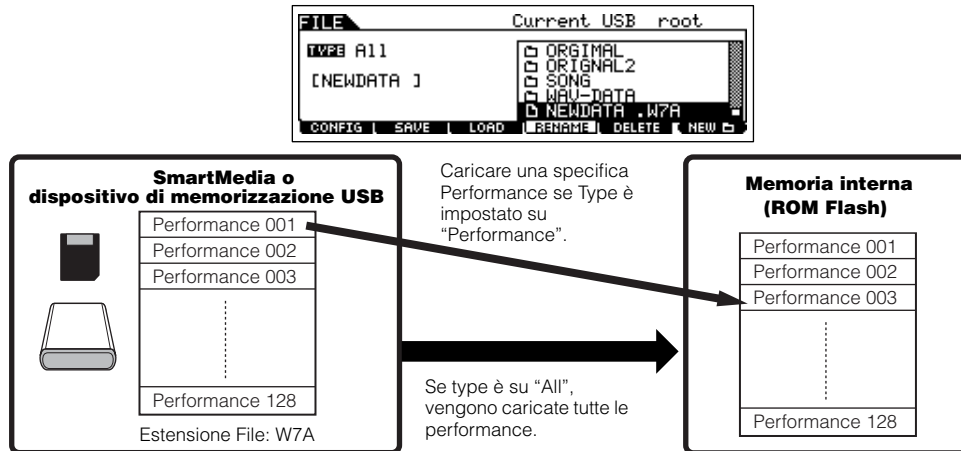 FILE Current USB root
TYPE All
[NEWDATA ]
ORGIMAL
ORIGNAL2
SONG
WAV-DATA
NEWDATA .W7A
CONFIG SAVE LOAD RENAME DELETE NEW
SmartMedia o
dispositivo di memorizzazione USB
Performance 001
Performance 002
Performance 003
Performance 128
Estensione File: W7A
Caricare una specifica
Performance se Type è
impostato su
“Performance”.
Se type è su “All”,
vengono caricate tutte le
performance.
Memoria interna
(ROM Flash)
Performance 001
Performance 002
Performance 003
Performance 128